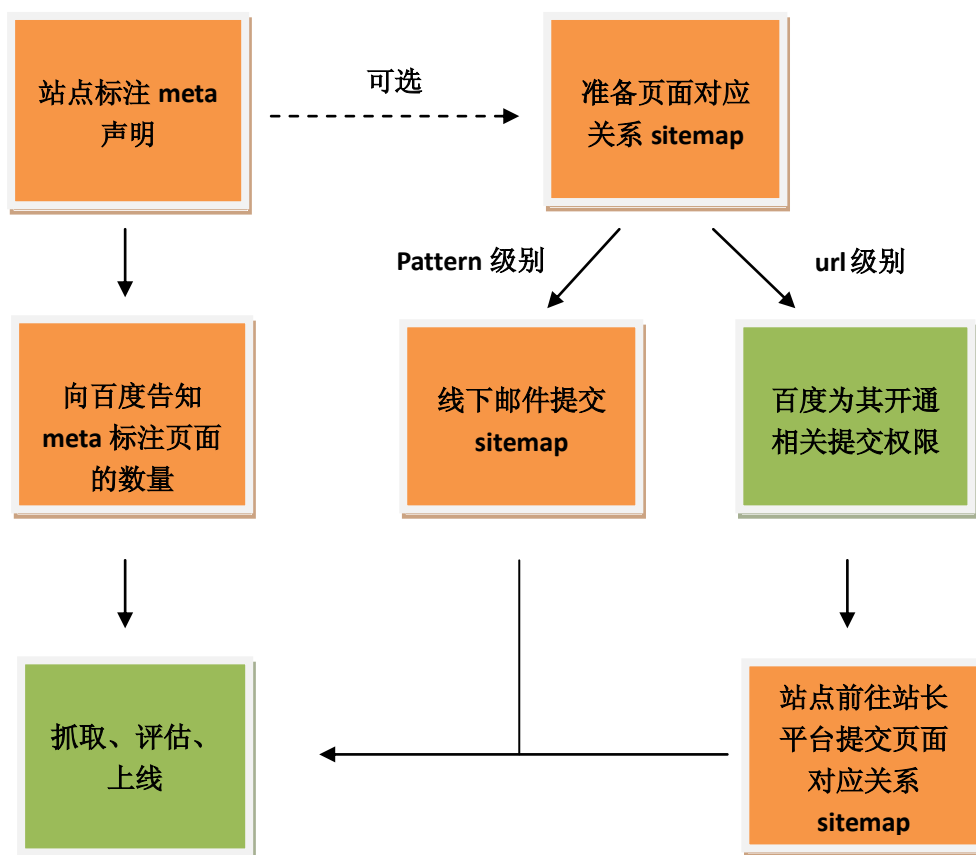 站点标注 meta
声明
可选
准备页面对应
关系 sitemap
Pattern 级别
url 级别
向百度告知
meta 标注页面
的数量
线下邮件提交
sitemap
百度为其开通
相关提交权限
抓取、评估、
上线
站点前往站长
平台提交页面
对应关系
sitemap